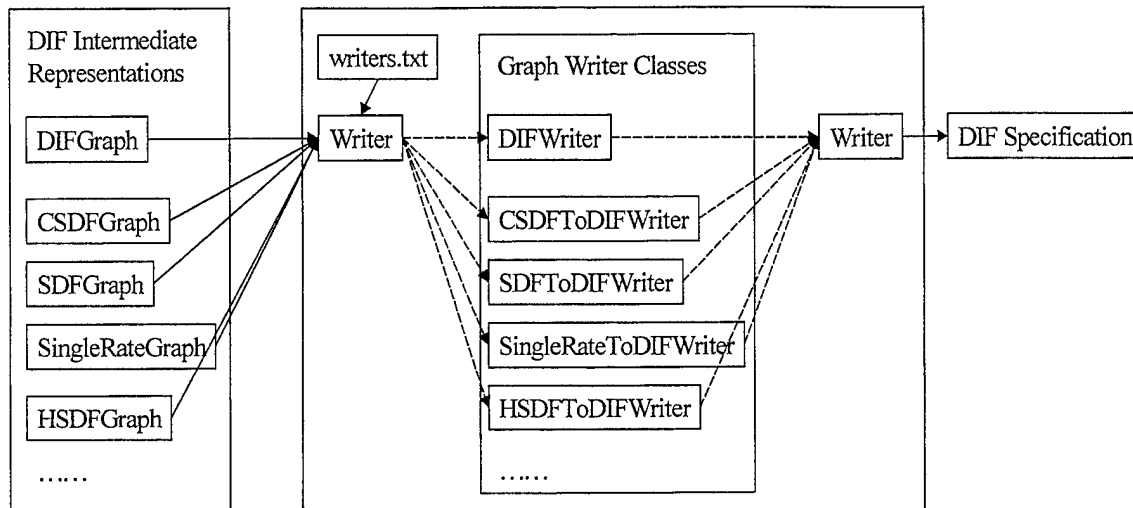 DIF Intermediate
Representations
DIFGraph
CSDFGraph
SDFGraph
SingleRateGraph
HSDFGraph
......
writers.txt
Writer
Graph Writer Classes
DIFWriter
CSDFToDIFWriter
SDFToDIFWriter
SingleRateToDIFWriter
HSDFToDIFWriter
......
Writer
DIF Specification